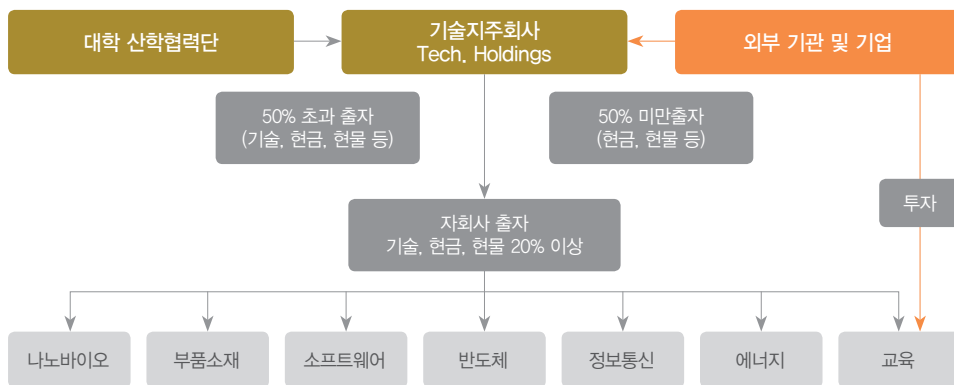 대학 산학협력단
기술지주회사
Tech. Holdings
외부 기관 및 기업
50% 초과 출자
(기술, 현금, 현물 등)
50% 미만출자
(현금, 현물 등)
투자
자회사 출자
기술, 현금, 현물 20% 이상
나노바이오
부품소재
소프트웨어
반도체
정보통신
에너지
교육